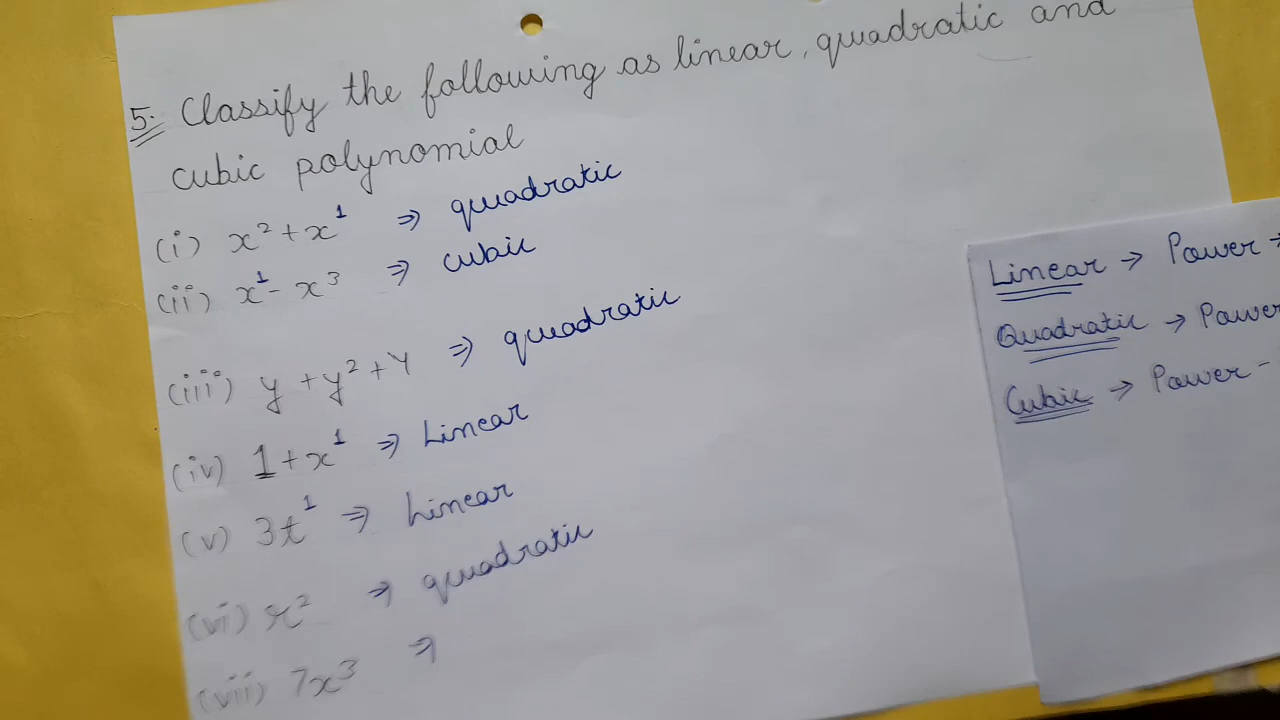 5. Classify the following as linear, quadratic and
cubic polynomial
(i) x² + x¹ ⇒ quadratic
(ii) x¹ - x³ ⇒ cubic
(iii) y + y² + 4 ⇒ quadratic
(iv) 1 + x¹ ⇒ Linear
(v) 3t¹ ⇒ Linear
(vi) r² ⇒ quadratic
(vii) 7x³ ⇒
Linear → Power →
Quadratic → Power
Cubic → Power -